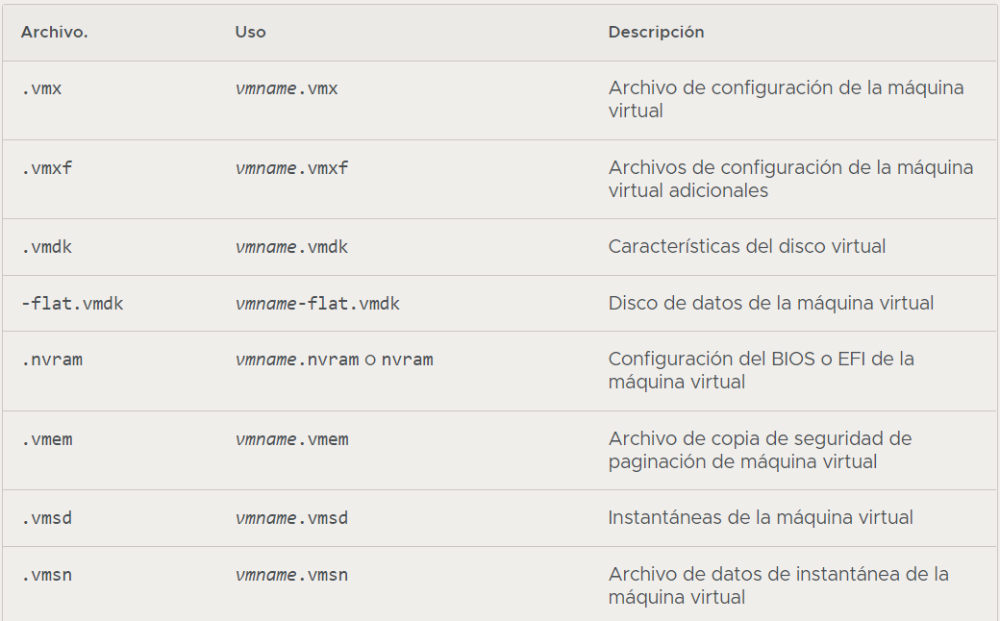 Archivo. Uso Descripción
.vmx vmname.vmx Archivo de configuración de la máquina
virtual
.vmxf vmname.vmxf Archivos de configuración de la máquina
virtual adicionales
.vmdk vmname.vmdk Características del disco virtual
-flat.vmdk vmname-flat.vmdk Disco de datos de la máquina virtual
.nvram vmname.nvram o nvram Configuración del BIOS o EFI de la
máquina virtual
.vmem vmname.vmem Archivo de copia de seguridad de
paginación de máquina virtual
.vmsd vmname.vmsd Instantáneas de la máquina virtual
.vmsn vmname.vmsn Archivo de datos de instantánea de la
máquina virtual